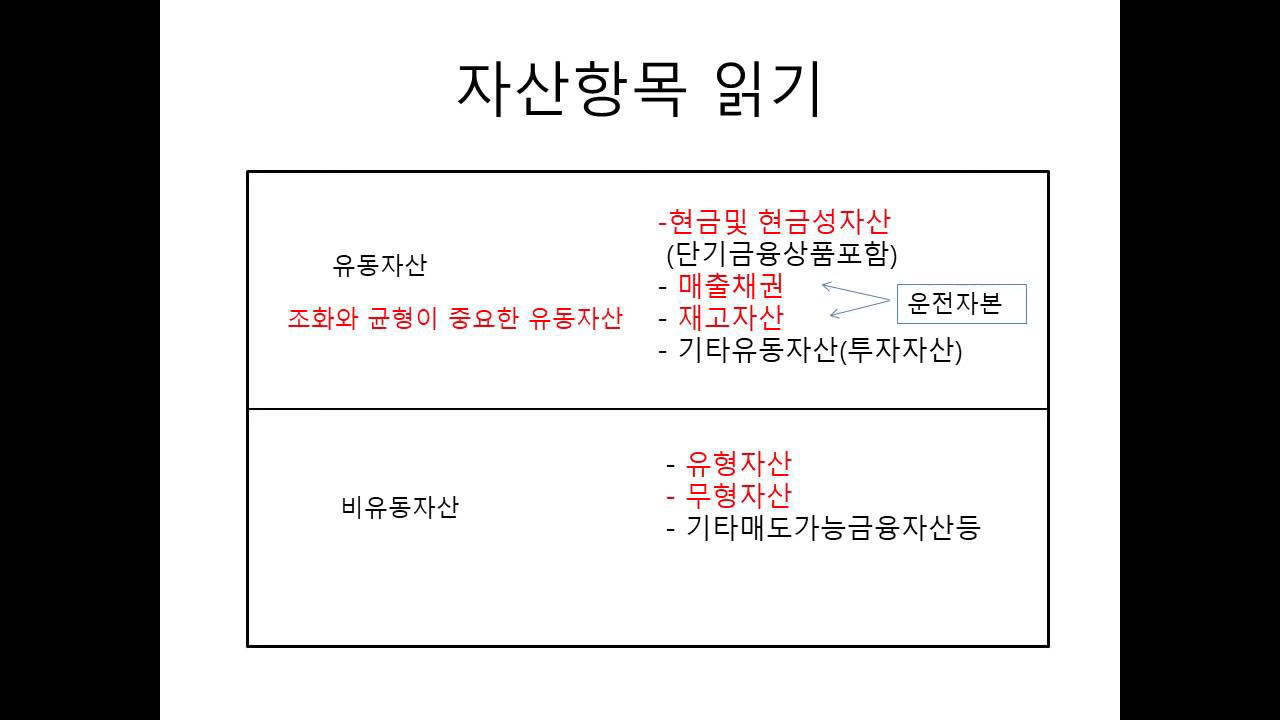 자산항목 읽기
유동자산
조화와 균형이 중요한 유동자산
-현금및 현금성자산
(단기금융상품포함)
- 매출채권
- 재고자산
- 기타유동자산(투자자산)
운전자본
비유동자산
- 유형자산
- 무형자산
- 기타매도가능금융자산등